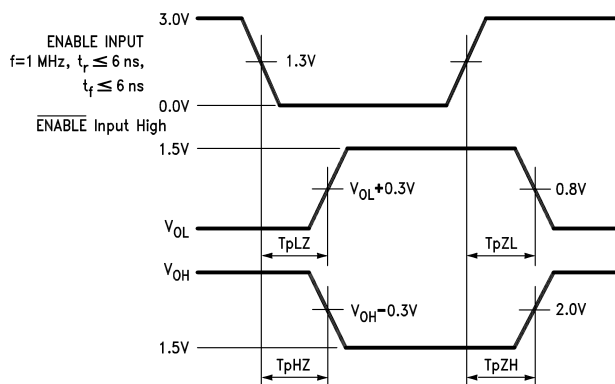 3.0V
ENABLE INPUT
f=1 MHz, tr ≤ 6 ns,
tf ≤ 6 ns
1.3V
0.0V
ENABLE Input High
1.5V
VOL+0.3V
0.8V
VOL
TpLZ
TpZL
VOH
VOH−0.3V
2.0V
1.5V
TpHZ
TpZH